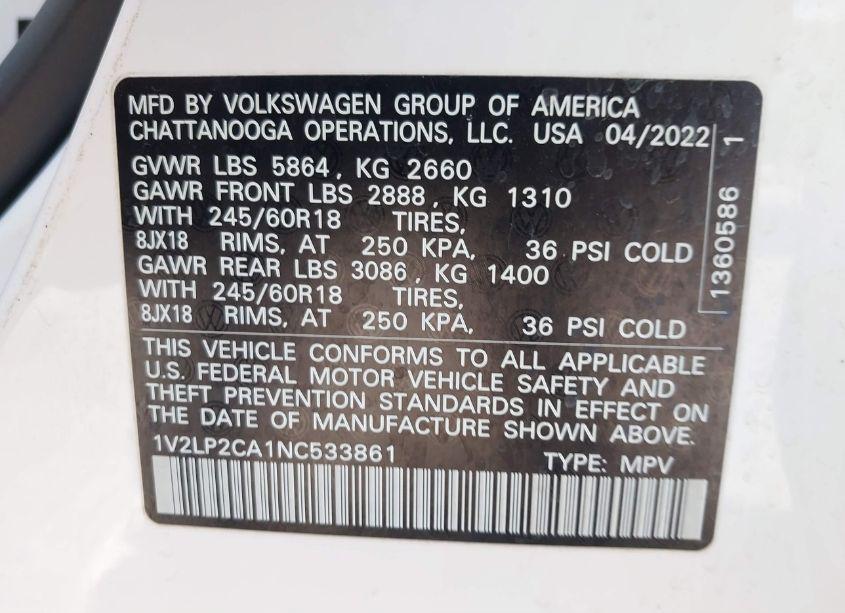 MFD BY VOLKSWAGEN GROUP OF AMERICA
CHATTANOOGA OPERATIONS, LLC. USA 04/2022
GVWR LBS 5864, KG 2660
GAWR FRONT LBS 2888, KG 1310
WITH 245/60R18 TIRES,
8JX18 RIMS, AT 250 KPA, 36 PSI COLD
GAWR REAR LBS 3086, KG 1400
WITH 245/60R18 TIRES,
8JX18 RIMS, AT 250 KPA, 36 PSI COLD
1360586 1
THIS VEHICLE CONFORMS TO ALL APPLICABLE
U.S. FEDERAL MOTOR VEHICLE SAFETY AND
THEFT PREVENTION STANDARDS IN EFFECT ON
THE DATE OF MANUFACTURE SHOWN ABOVE.
1V2LP2CA1NC533861 TYPE: MPV